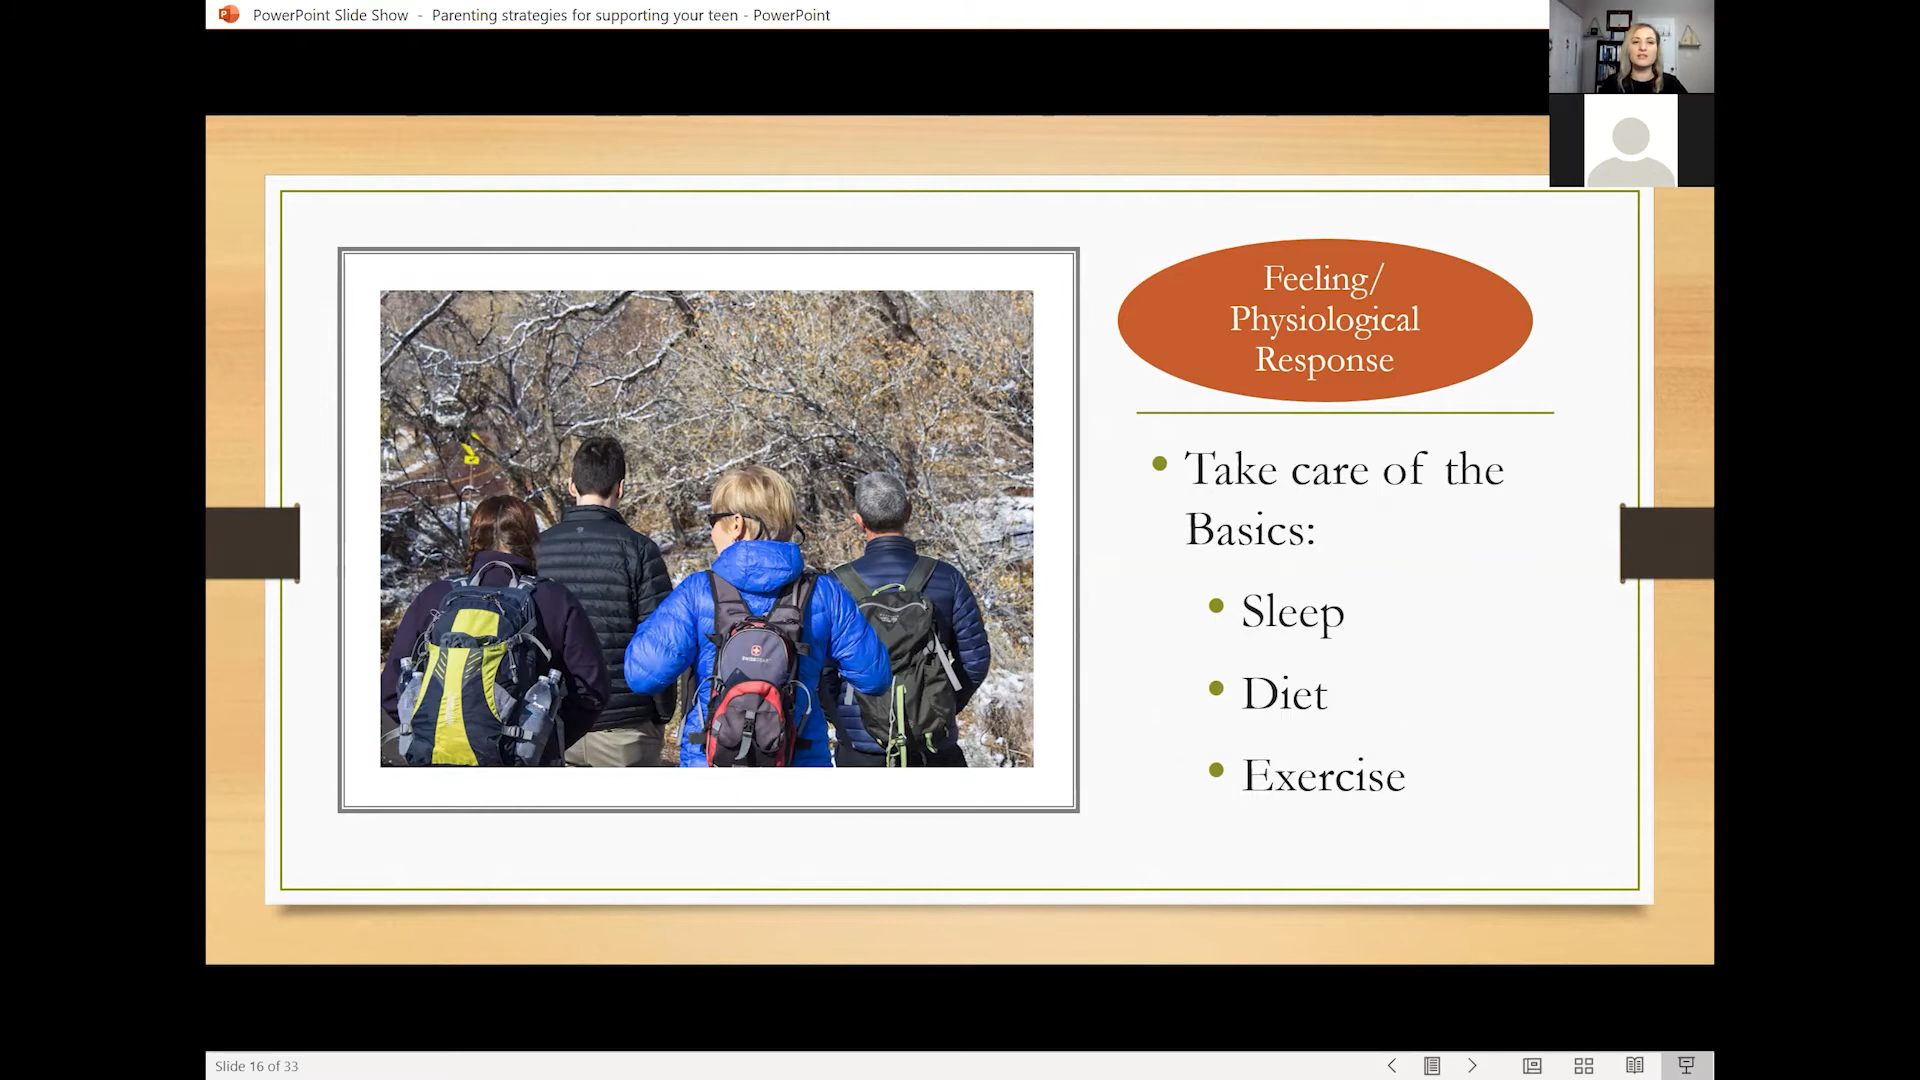 PowerPoint Slide Show - Parenting strategies for supporting your teen - PowerPoint
Feeling/
Physiological
Response
Take care of the
Basics:
Sleep
Diet
Exercise
Slide 16 of 33